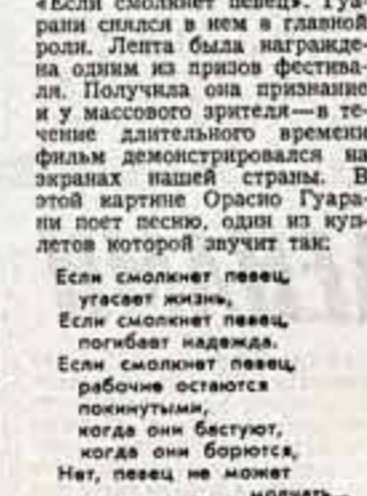 «Если смолкнет певец». Гуа-
рани снялся в нем в главной
роли. Лента была награжде-
на одним из призов фестива-
ля. Получила она признание
и у массового зрителя—в те-
чение длительного времени
фильм демонстрировался на
экранах нашей страны. В
этой картине Орасио Гуара-
ни поет песню, один из куп-
летов которой звучит так:
Если смолкнет певец,
угасает жизнь,
Если смолкнет певец,
погибает надежда.
Если смолкнет певец,
рабочие остаются
покинутыми,
когда они бастуют,
когда они борются,
Нет, певец не может
молчать...